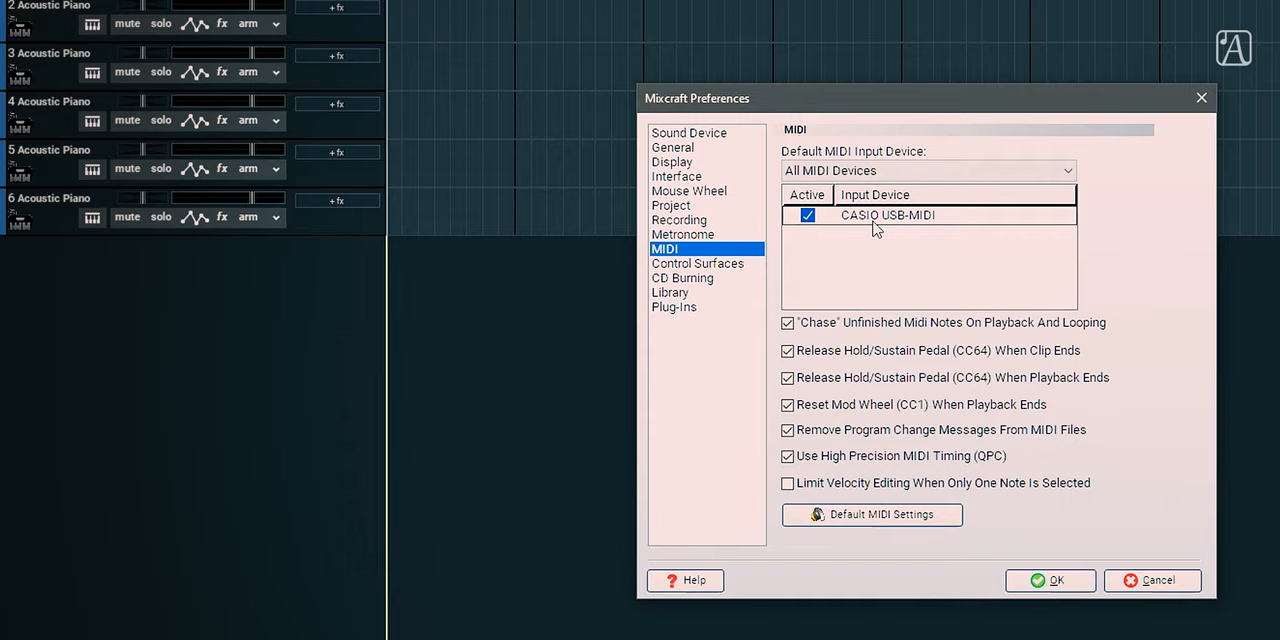 2 Acoustic Piano
mute solo fx arm
+fx
3 Acoustic Piano
mute solo fx arm
+fx
4 Acoustic Piano
mute solo fx arm
+fx
5 Acoustic Piano
mute solo fx arm
+fx
6 Acoustic Piano
mute solo fx arm
+fx
A
Mixcraft Preferences
Sound Device
General
Display
Interface
Mouse Wheel
Project
Recording
Metronome
MIDI
Control Surfaces
CD Burning
Library
Plug-Ins
MIDI
Default MIDI Input Device:
All MIDI Devices
Active Input Device
CASIO USB-MIDI
"Chase" Unfinished Midi Notes On Playback And Looping
Release Hold/Sustain Pedal (CC64) When Clip Ends
Release Hold/Sustain Pedal (CC64) When Playback Ends
Reset Mod Wheel (CC1) When Playback Ends
Remove Program Change Messages From MIDI Files
Use High Precision MIDI Timing (QPC)
Limit Velocity Editing When Only One Note Is Selected
Default MIDI Settings
Help
OK
Cancel